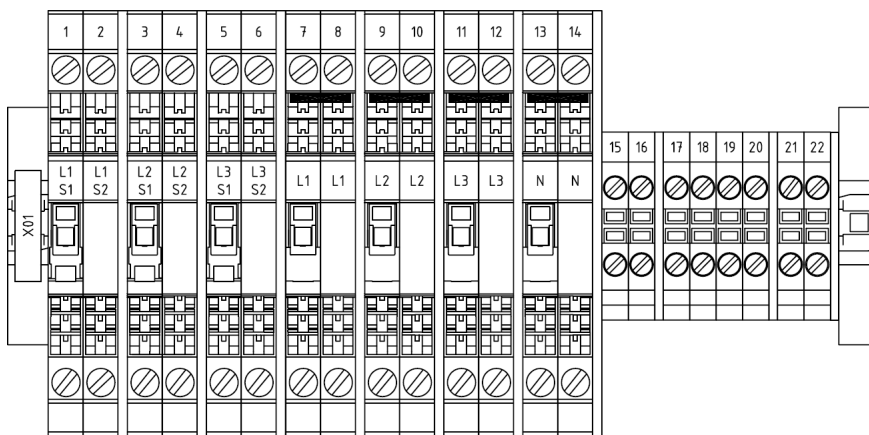 1 2 3 4 5 6 7 8 9 10 11 12 13 14
15 16 17 18 19 20 21 22
L1 L1 L2 L2 L3 L3 L1 L1 L2 L2 L3 L3 N N
S1 S2 S1 S2 S1 S2
X01